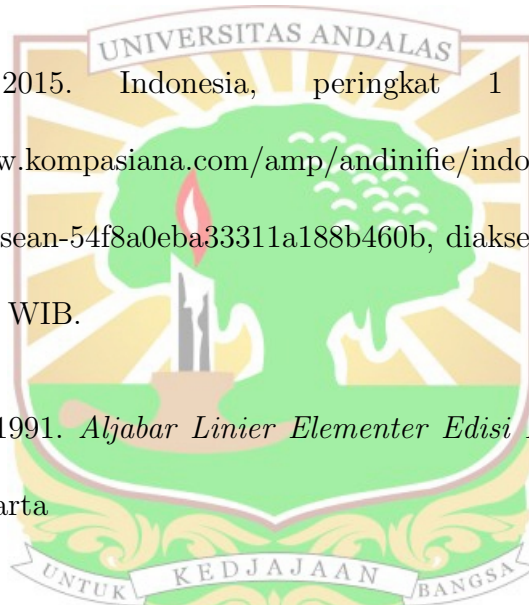 UNIVERSITAS ANDALAS
2015. Indonesia, peringkat 1
w.kompasiana.com/amp/andinifie/indo
sean-54f8a0eba33311a188b460b, diakse
WIB.
1991. Aljabar Linier Elementer Edisi
arta
UNTUK KEDJAJAAN BANGSA